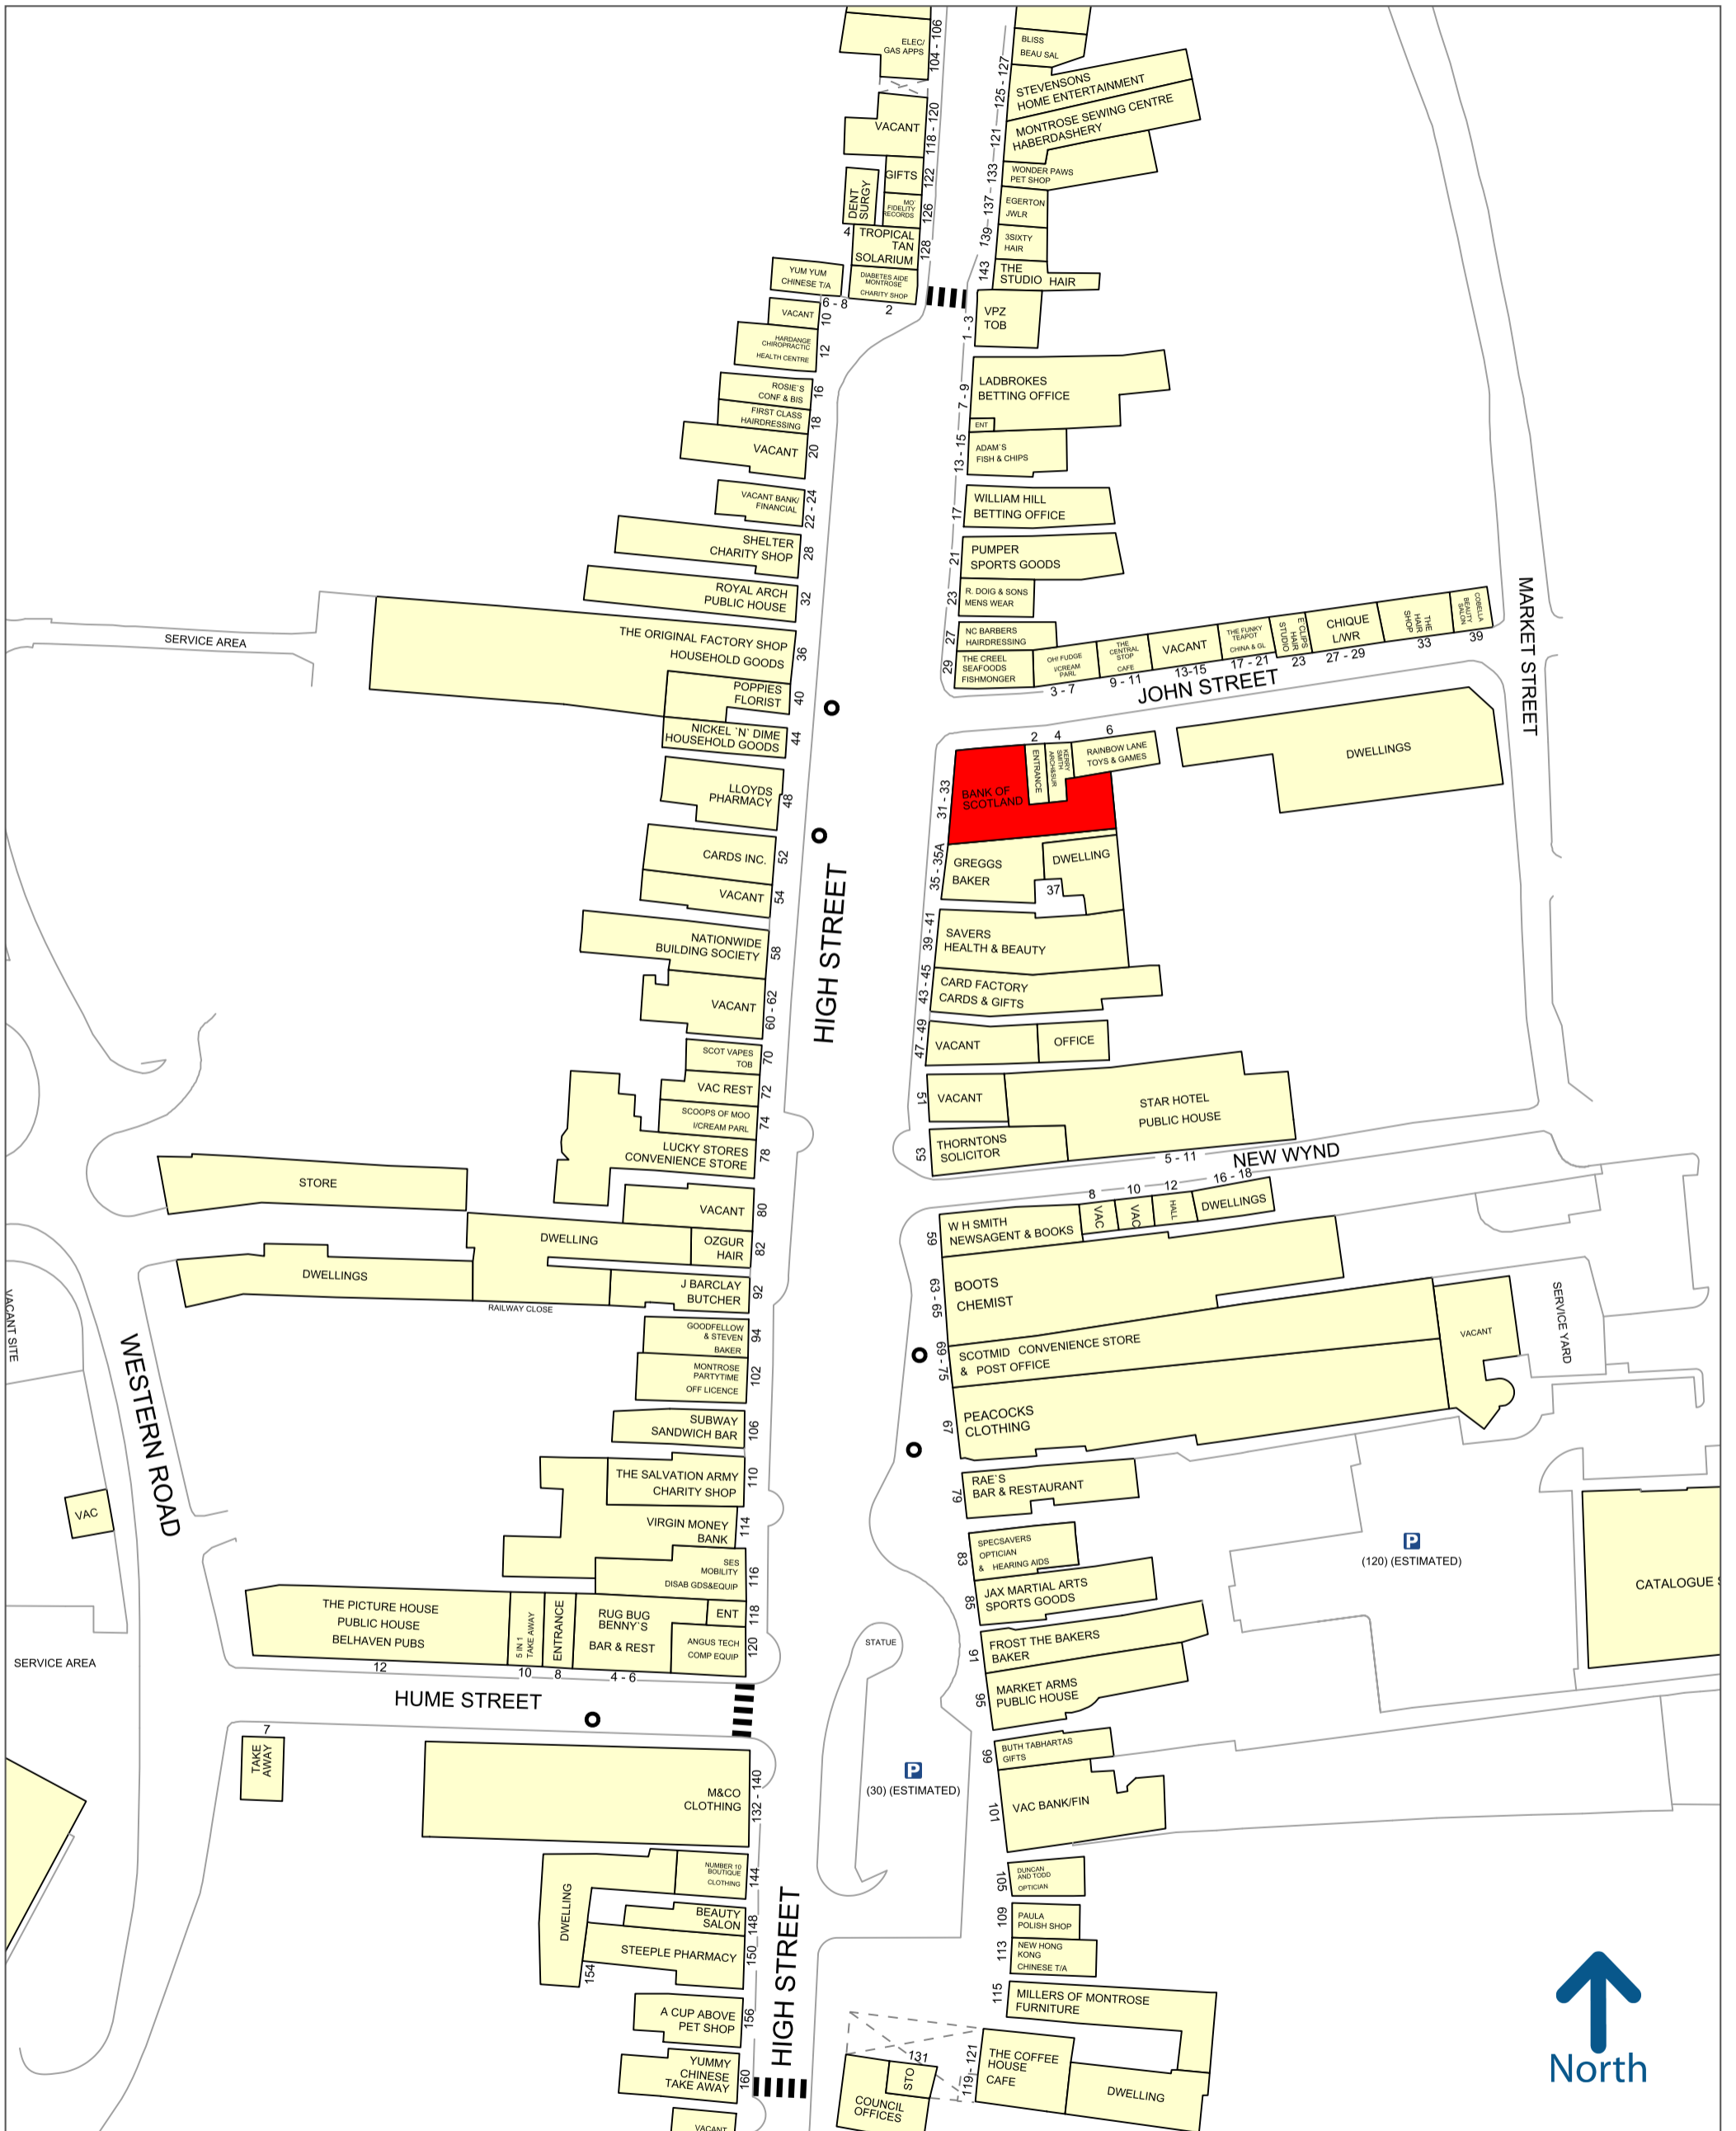 ELEC/
GAS APPS
104 - 106
VACANT
118 - 120
GIFTS
122
DENT
SURGY
4
MO'
FIDELITY
RECORDS
126
TROPICAL
TAN
SOLARIUM
128
DIABETES AIDE
MONTROSE
CHARITY SHOP
2
YUM YUM
CHINESE T/A
6 - 8
VACANT
10
HARDANGE
CHIROPRACTIC
HEALTH CENTRE
12
ROSIE`S
CONF & BIS
16
FIRST CLASS
HAIRDRESSING
18
VACANT
20
VACANT BANK/
FINANCIAL
22 - 24
SHELTER
CHARITY SHOP
28
ROYAL ARCH
PUBLIC HOUSE
32
THE ORIGINAL FACTORY SHOP
HOUSEHOLD GOODS
36
SERVICE AREA
POPPIES
FLORIST
40
NICKEL `N` DIME
HOUSEHOLD GOODS
44
LLOYDS
PHARMACY
48
CARDS INC.
52
VACANT
54
NATIONWIDE
BUILDING SOCIETY
58
VACANT
60 - 62
SCOT VAPES
TOB
70
VAC REST
72
SCOOPS OF MOO
I/CREAM PARL
74
LUCKY STORES
CONVENIENCE STORE
78
STORE
VACANT
80
DWELLING
OZGUR
HAIR
82
DWELLINGS
J BARCLAY
BUTCHER
92
RAILWAY CLOSE
GOODFELLOW
& STEVEN
BAKER
94
MONTROSE
PARTYTIME
OFF LICENCE
102
SUBWAY
SANDWICH BAR
106
THE SALVATION ARMY
CHARITY SHOP
110
VIRGIN MONEY
BANK
114
SES
MOBILITY
DISAB GDS&EQUIP
116
THE PICTURE HOUSE
PUBLIC HOUSE
BELHAVEN PUBS
12
5 IN 1
TAKE AWAY
10
ENTRANCE
8
RUG BUG
BENNY'S
BAR & REST
4 - 6
ENT
118
ANGUS TECH
COMP EQUIP
120
VACANT SITE
WESTERN ROAD
VAC
SERVICE AREA
HUME STREET
7
TAKE
AWAY
M&CO
CLOTHING
132 - 140
NUMBER 10
BOUTIQUE
CLOTHING
144
DWELLING
BEAUTY
SALON
148
STEEPLE PHARMACY
150
154
A CUP ABOVE
PET SHOP
156
YUMMY
CHINESE
TAKE AWAY
160
VACANT
HIGH STREET
HIGH STREET
BLISS
BEAU SAL
STEVENSONS
HOME ENTERTAINMENT
125 - 127
MONTROSE SEWING CENTRE
HABERDASHERY
121
WONDER PAWS
PET SHOP
133
EGERTON
JWLR
137
3SIXTY
HAIR
139
THE
STUDIO HAIR
143
VPZ
TOB
1 - 3
LADBROKES
BETTING OFFICE
7 - 9
ENT
ADAM`S
FISH & CHIPS
13 - 15
WILLIAM HILL
BETTING OFFICE
17
PUMPER
SPORTS GOODS
21
R. DOIG & SONS
MENS WEAR
23
NC BARBERS
HAIRDRESSING
27
THE CREEL
SEAFOODS
FISHMONGER
29
OH! FUDGE
I/CREAM
PARL
3 - 7
THE
CENTRAL
STOP
CAFE
9 - 11
VACANT
13-15
THE FUNKY
TEAPOT
CHINA & GL
17 - 21
E`CLIPS
HAIR
STUDIO
23
CHIQUE
L/WR
27 - 29
THE
HAIR
SHOP
33
COBELLA
BEAUTY
SALON
39
JOHN STREET
MARKET STREET
BANK OF
SCOTLAND
31 - 33
2
ENTRANCE
4
KERRY
SMITH
ARCH&SUR
6
RAINBOW LANE
TOYS & GAMES
DWELLINGS
GREGGS
BAKER
35 - 35A
DWELLING
37
SAVERS
HEALTH & BEAUTY
39 - 41
CARD FACTORY
CARDS & GIFTS
43 - 45
VACANT
OFFICE
47 - 49
VACANT
51
STAR HOTEL
PUBLIC HOUSE
5 - 11
THORNTONS
SOLICITOR
53
NEW WYND
W H SMITH
NEWSAGENT & BOOKS
59
8
VAC
10
VAC
12
HALL
16 - 18
DWELLINGS
BOOTS
CHEMIST
63 - 65
SCOTMID CONVENIENCE STORE
& POST OFFICE
69 - 75
VACANT
SERVICE YARD
PEACOCKS
CLOTHING
67
RAE`S
BAR & RESTAURANT
79
SPECSAVERS
OPTICIAN
& HEARING AIDS
83
JAX MARTIAL ARTS
SPORTS GOODS
85
FROST THE BAKERS
BAKER
91
MARKET ARMS
PUBLIC HOUSE
95
BUTH TABHARTAS
GIFTS
99
VAC BANK/FIN
101
DUNCAN
AND TODD
OPTICIAN
105
PAULA
POLISH SHOP
109
NEW HONG
KONG
CHINESE T/A
113
MILLERS OF MONTROSE
FURNITURE
115
THE COFFEE
HOUSE
CAFE
119 - 121
DWELLING
131
STO
COUNCIL
OFFICES
STATUE
P
(30) (ESTIMATED)
P
(120) (ESTIMATED)
CATALOGUE S
North